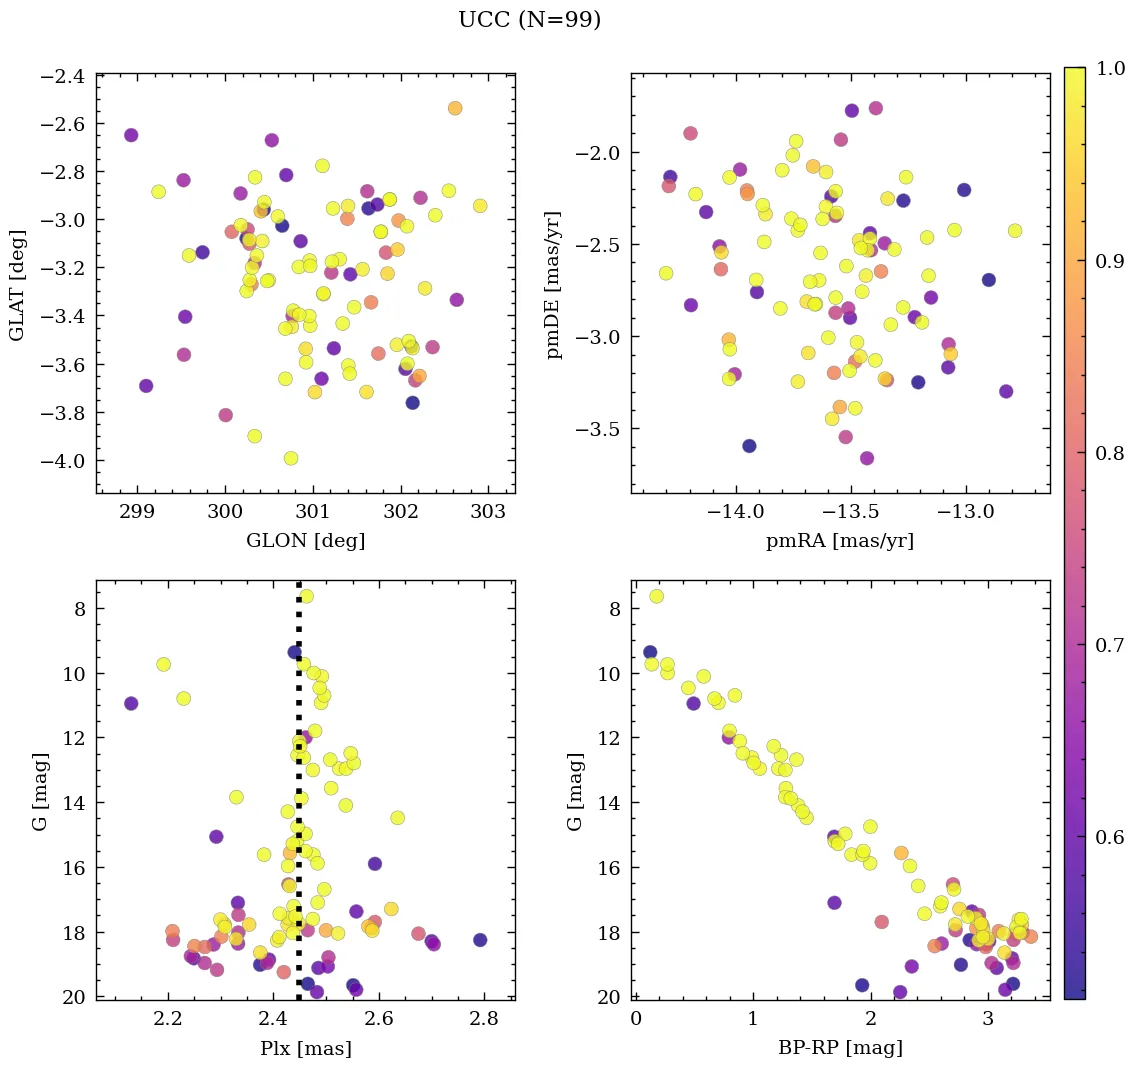 UCC (N=99)
−2.4
−2.6
−2.8
−3.0
−3.2
−3.4
−3.6
−3.8
−4.0
GLAT [deg]
299 300 301 302 303
GLON [deg]
−2.0
−2.5
−3.0
−3.5
pmDE [mas/yr]
−14.0 −13.5 −13.0
pmRA [mas/yr]
1.0
0.9
0.8
0.7
0.6
8
10
12
14
16
18
20
G [mag]
2.2 2.4 2.6 2.8
Plx [mas]
8
10
12
14
16
18
20
G [mag]
0 1 2 3
BP-RP [mag]